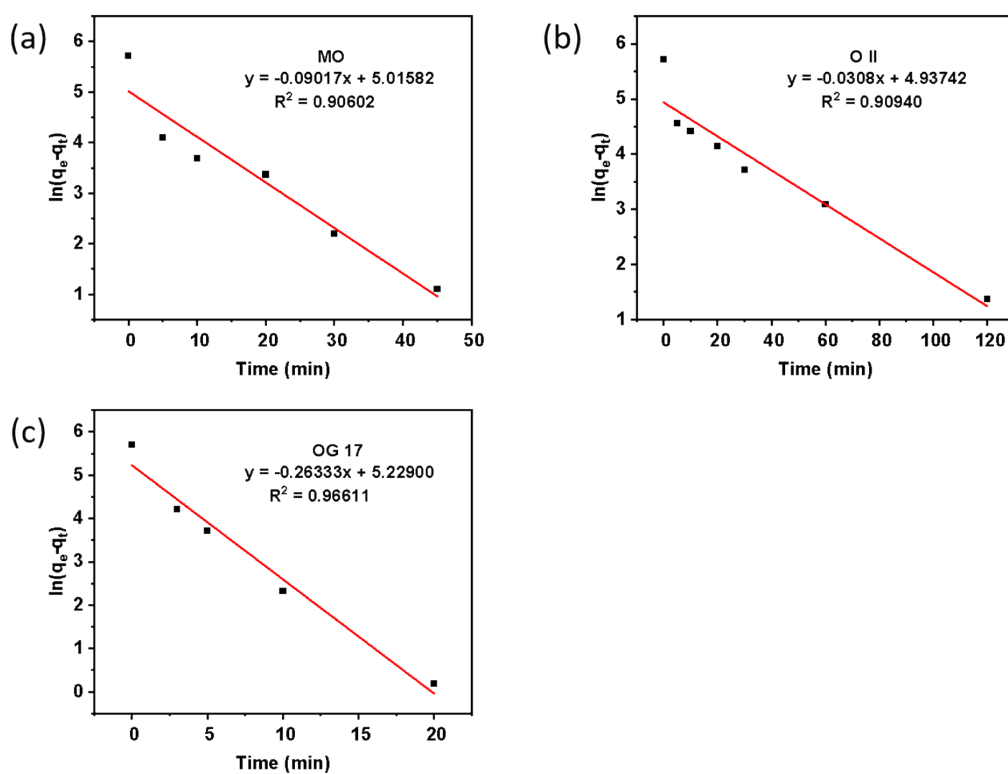 (a)
MO
y = -0.09017x + 5.01582
R² = 0.90602
ln(qₑ-qₜ)
6
5
4
3
2
1
0
10
20
30
40
50
Time (min)
(b)
O II
y = -0.0308x + 4.93742
R² = 0.90940
ln(qₑ-qₜ)
6
5
4
3
2
1
0
20
40
60
80
100
120
Time (min)
(c)
OG 17
y = -0.26333x + 5.22900
R² = 0.96611
ln(qₑ-qₜ)
6
5
4
3
2
1
0
0
5
10
15
20
Time (min)